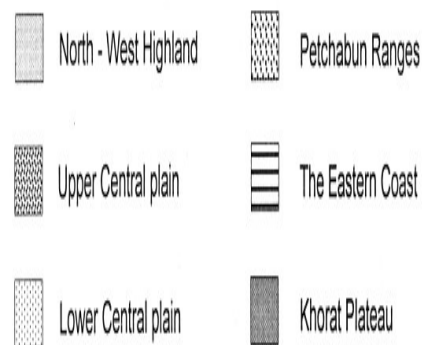 North - West Highland
Petchabun Ranges
Upper Central plain
The Eastern Coast
Lower Central plain
Khorat Plateau